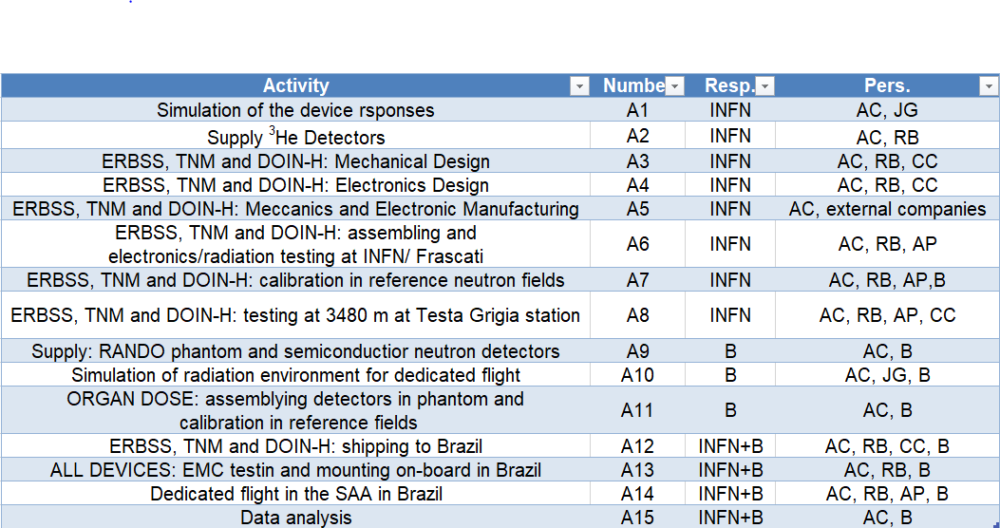 Activity Numbe Resp. Pers.
Simulation of the device rsponses A1 INFN AC, JG
Supply ³He Detectors A2 INFN AC, RB
ERBSS, TNM and DOIN-H: Mechanical Design A3 INFN AC, RB, CC
ERBSS, TNM and DOIN-H: Electronics Design A4 INFN AC, RB, CC
ERBSS, TNM and DOIN-H: Meccanics and Electronic Manufacturing A5 INFN AC, external companies
ERBSS, TNM and DOIN-H: assembling and
electronics/radiation testing at INFN/ Frascati A6 INFN AC, RB, AP
ERBSS, TNM and DOIN-H: calibration in reference neutron fields A7 INFN AC, RB, AP,B
ERBSS, TNM and DOIN-H: testing at 3480 m at Testa Grigia station A8 INFN AC, RB, AP, CC
Supply: RANDO phantom and semiconductior neutron detectors A9 B AC, B
Simulation of radiation environment for dedicated flight A10 B AC, JG, B
ORGAN DOSE: assemblying detectors in phantom and
calibration in reference fields A11 B AC, B
ERBSS, TNM and DOIN-H: shipping to Brazil A12 INFN+B AC, RB, CC, B
ALL DEVICES: EMC testin and mounting on-board in Brazil A13 INFN+B AC, RB, B
Dedicated flight in the SAA in Brazil A14 INFN+B AC, RB, AP, B
Data analysis A15 INFN+B AC, B